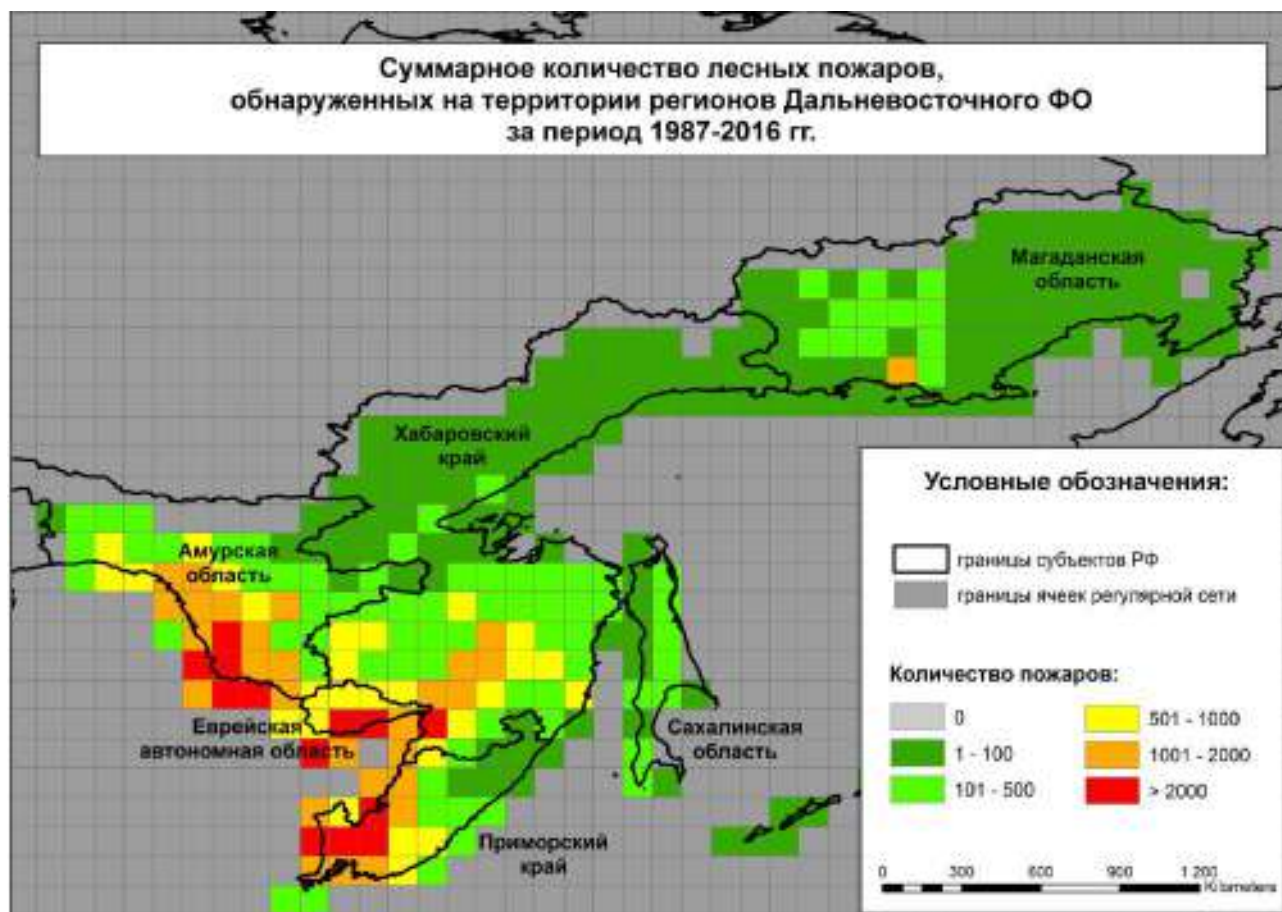 Суммарное количество лесных пожаров,
обнаруженных на территории регионов Дальневосточного ФО
за период 1987-2016 гг.
Магаданская
область
Хабаровский
край
Амурская
область
Еврейская
автономная область
Сахалинская
область
Приморский
край
Условные обозначения:
границы субъектов РФ
границы ячеек регулярной сети
Количество пожаров:
0
1 - 100
101 - 500
501 - 1000
1001 - 2000
> 2000
0 300 600 900 1 200
Kilometers